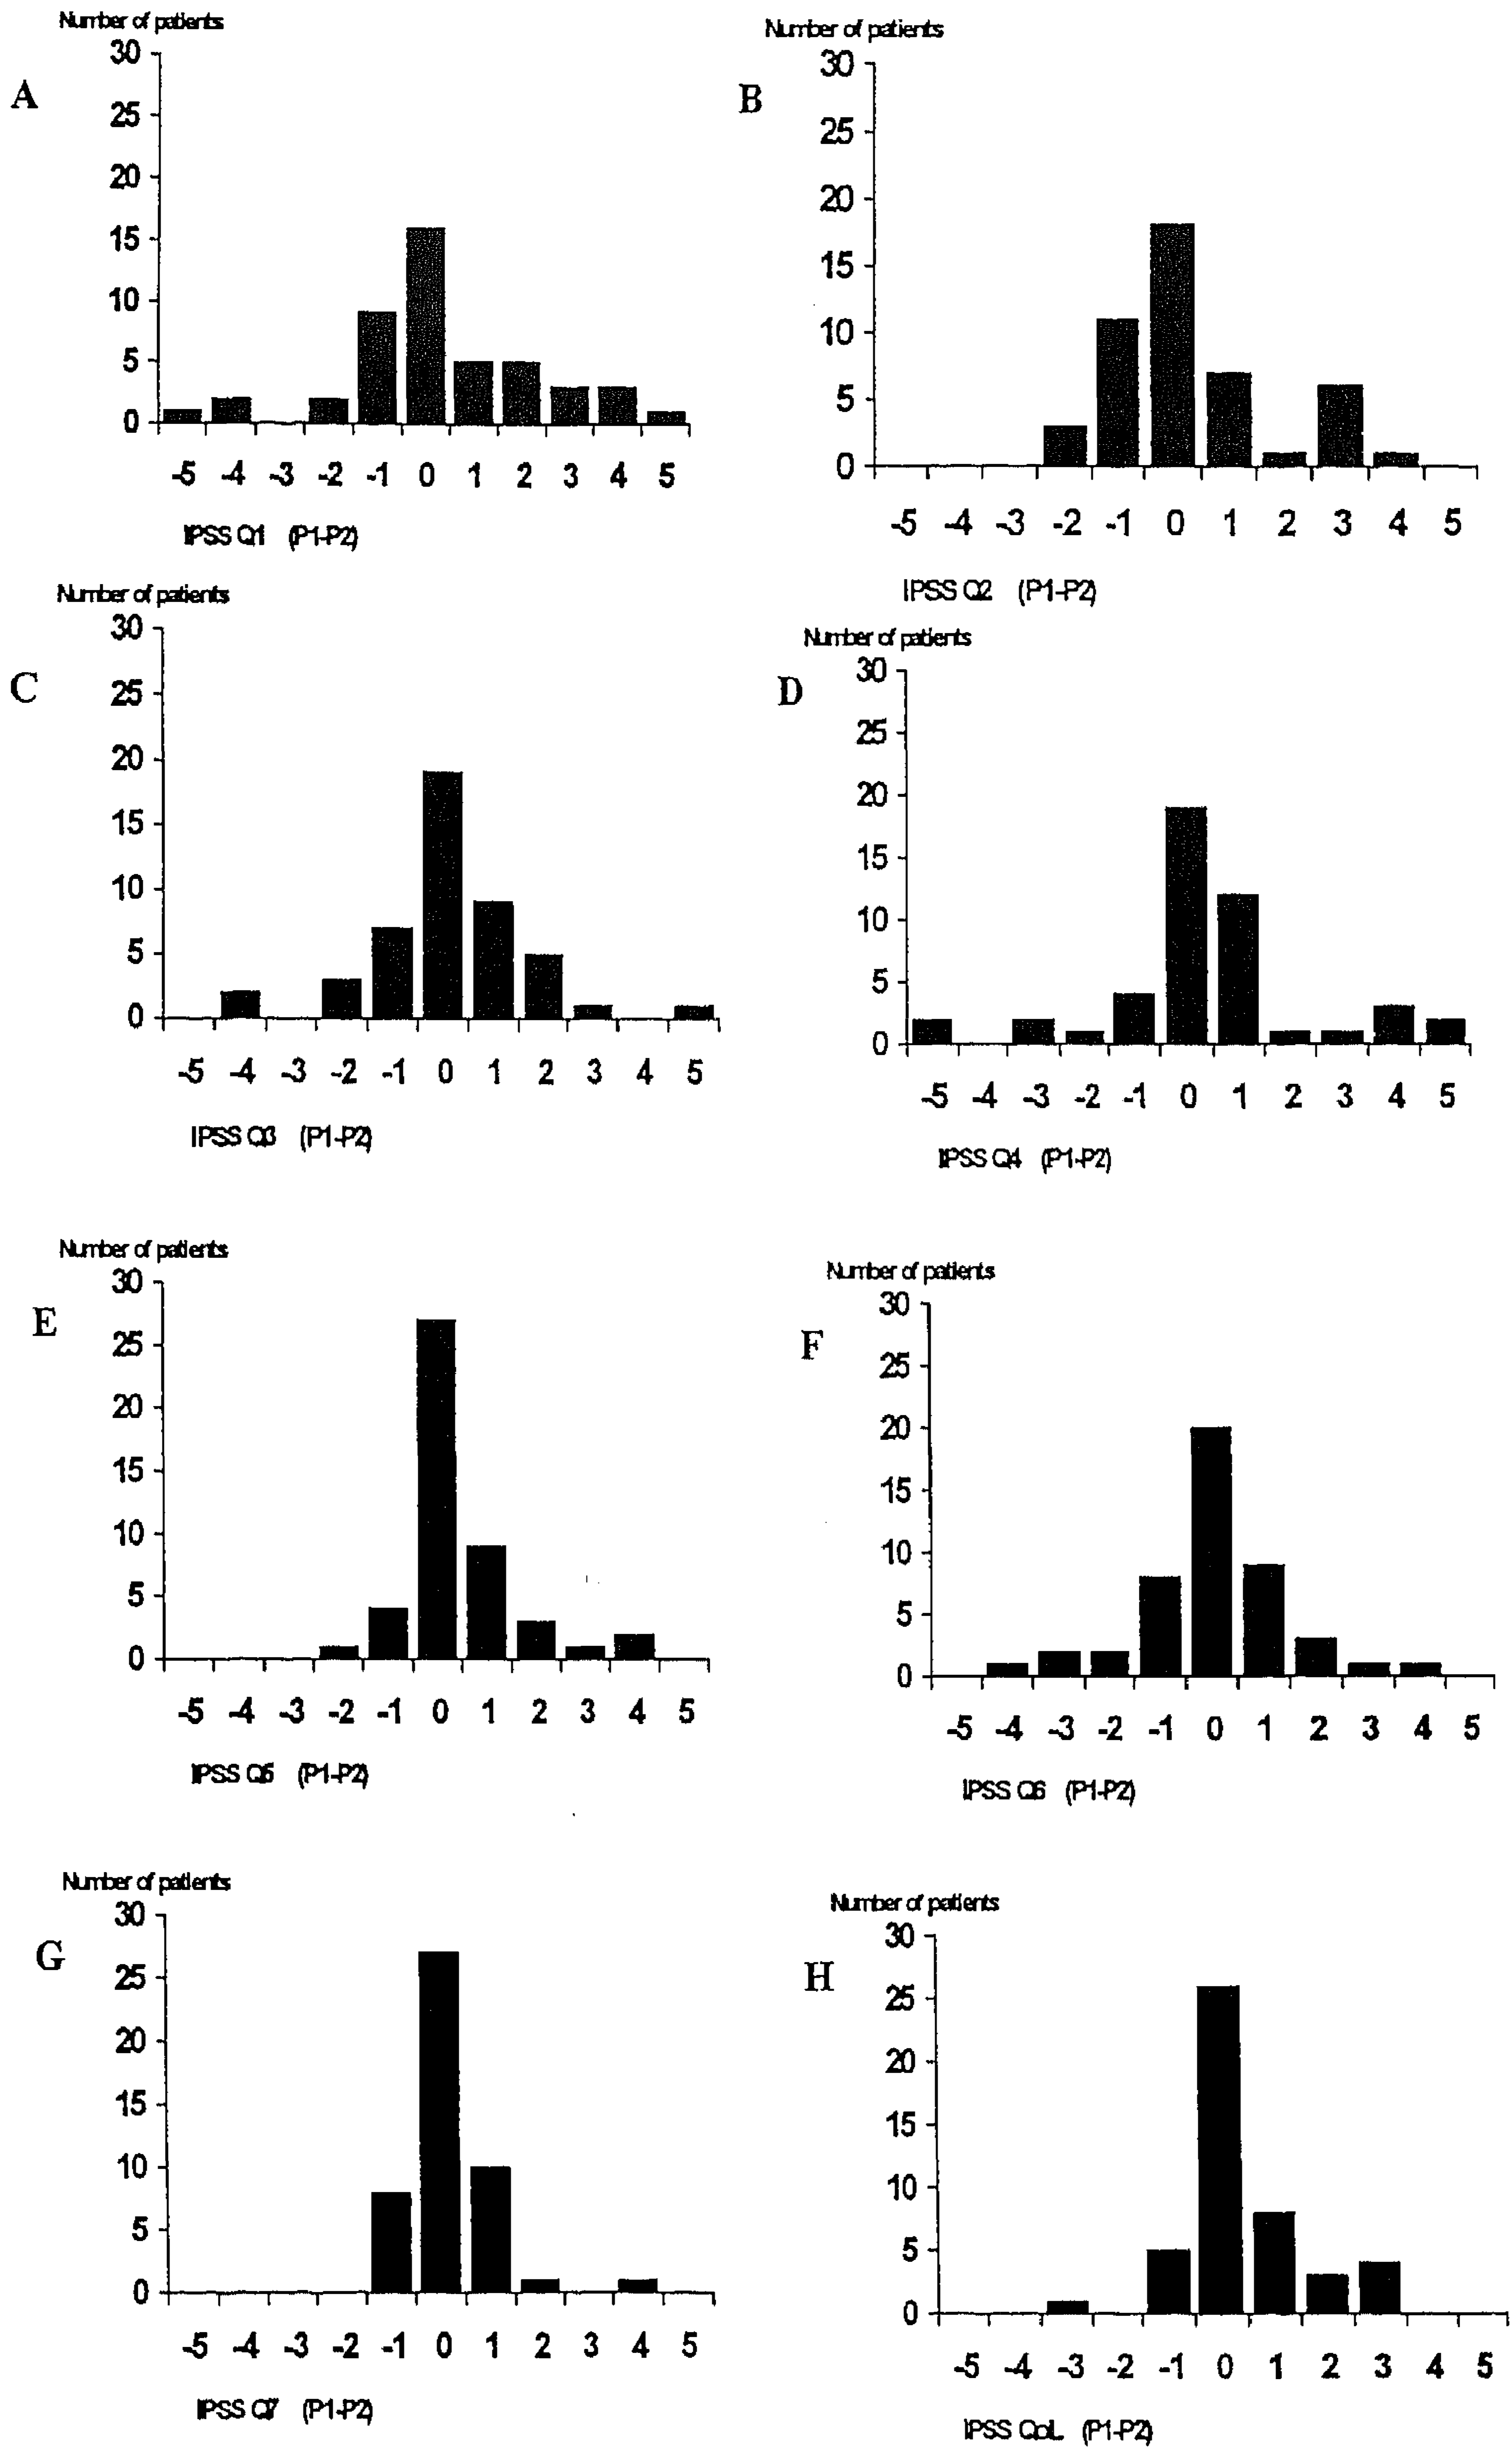 Number of patients
A
30
25
20
15
10
5
0
-5 -4 -3 -2 -1 0 1 2 3 4 5
IPSS Q1 (P1-P2)
Number of patients
B
30
25
20
15
10
5
0
-5 -4 -3 -2 -1 0 1 2 3 4 5
IPSS Q2 (P1-P2)
Number of patients
C
30
25
20
15
10
5
0
-5 -4 -3 -2 -1 0 1 2 3 4 5
IPSS Q3 (P1-P2)
Number of patients
D
30
25
20
15
10
5
0
-5 -4 -3 -2 -1 0 1 2 3 4 5
IPSS Q4 (P1-P2)
Number of patients
E
30
25
20
15
10
5
0
-5 -4 -3 -2 -1 0 1 2 3 4 5
IPSS Q5 (P1-P2)
Number of patients
F
30
25
20
15
10
5
0
-5 -4 -3 -2 -1 0 1 2 3 4 5
IPSS Q6 (P1-P2)
Number of patients
G
30
25
20
15
10
5
0
-5 -4 -3 -2 -1 0 1 2 3 4 5
IPSS Q7 (P1-P2)
Number of patients
H
30
25
20
15
10
5
0
-5 -4 -3 -2 -1 0 1 2 3 4 5
IPSS QoL (P1-P2)